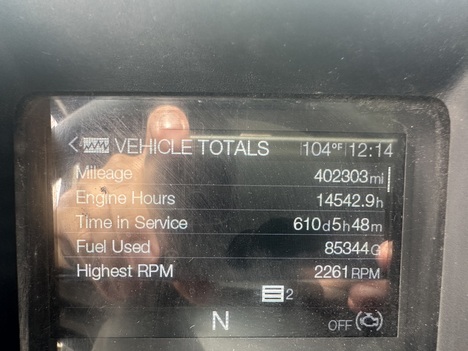 < VEHICLE TOTALS 104°F 12:14
Mileage 402303mi
Engine Hours 14542.9h
Time in Service 610d5h48m
Fuel Used 85344G
Highest RPM 2261RPM
2
N OFF